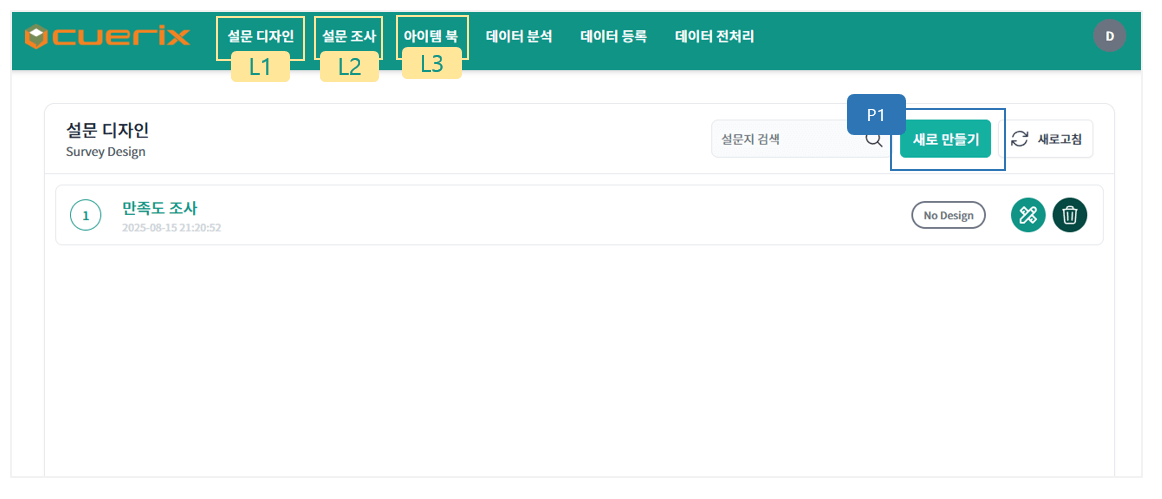 cuerix 설문 디자인 설문 조사 아이템 북 데이터 분석 데이터 등록 데이터 전처리 D
L1 L2 L3
P1
설문 디자인
Survey Design
설문지 검색 새로 만들기 새로고침
1 만족도 조사
2025-08-15 21:20:52
No Design